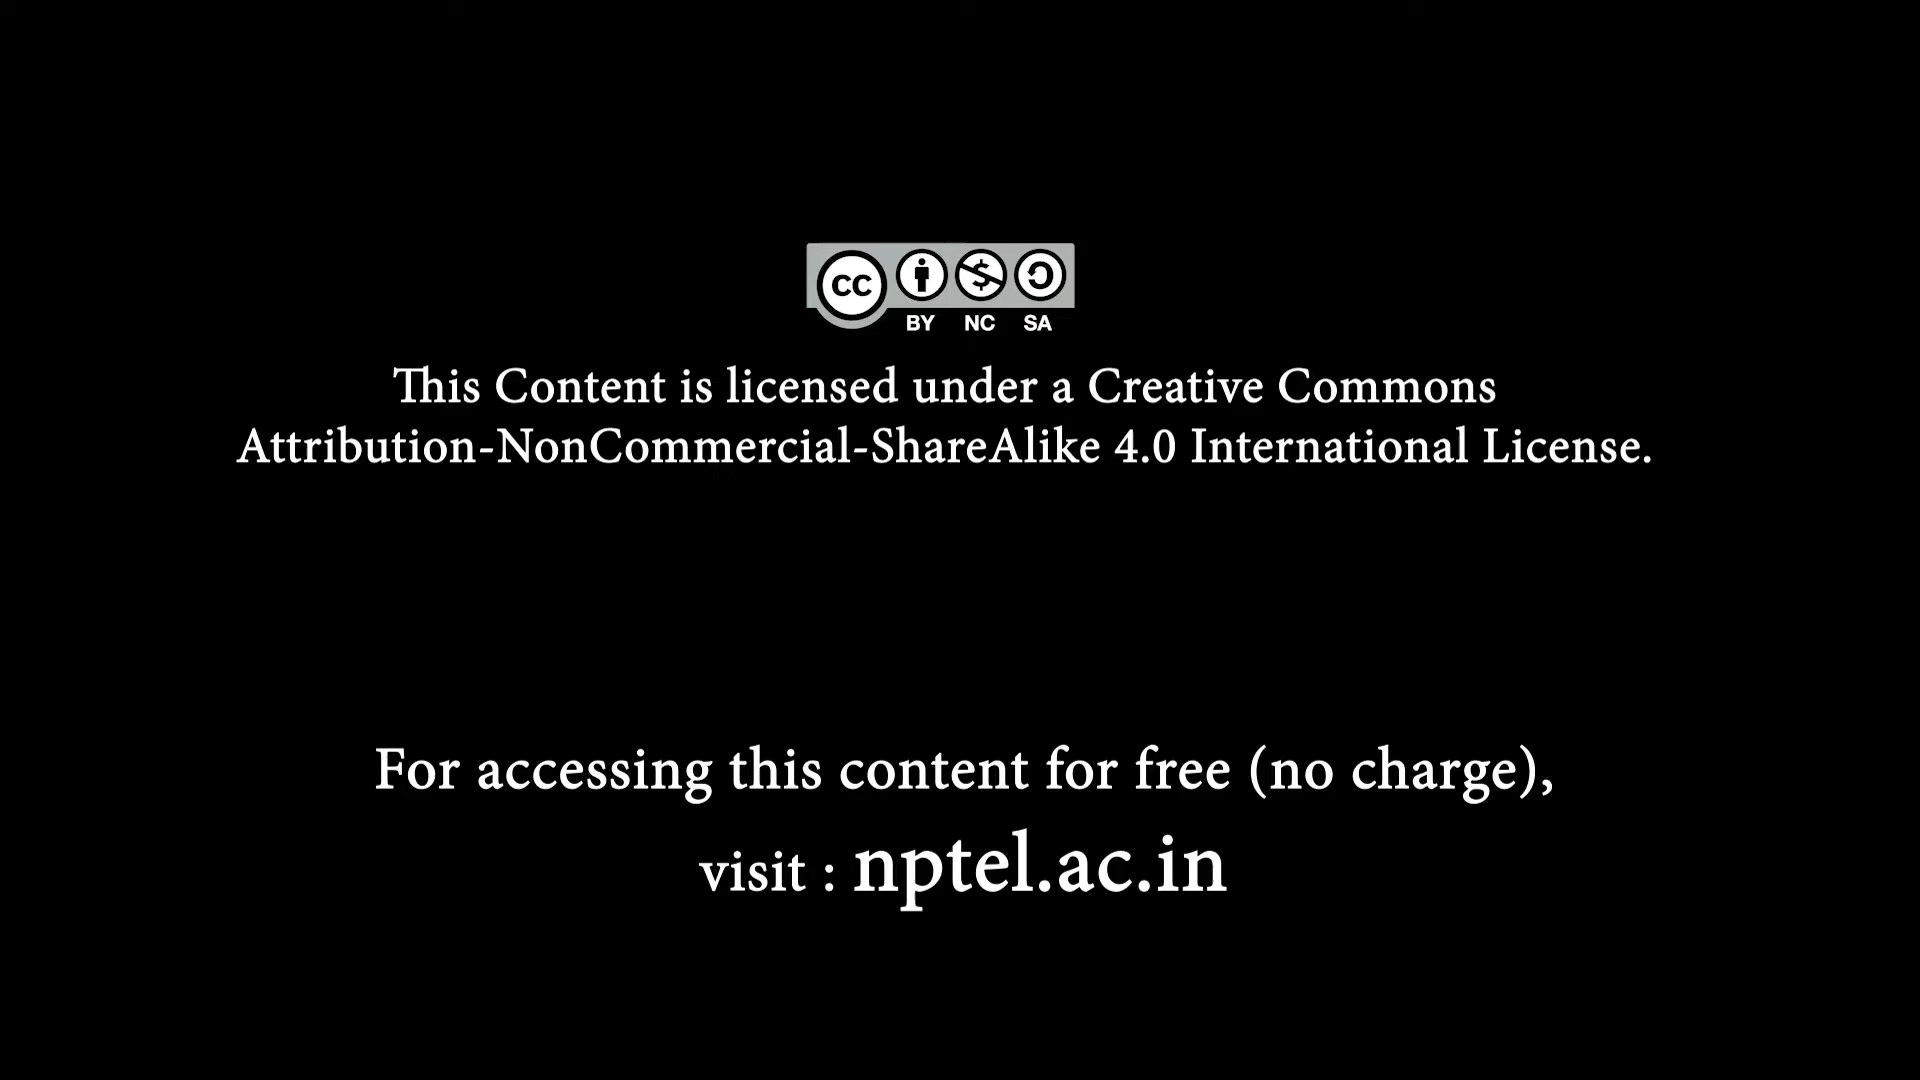 CC BY NC SA
This Content is licensed under a Creative Commons
Attribution-NonCommercial-ShareAlike 4.0 International License.
For accessing this content for free (no charge),
visit : nptel.ac.in